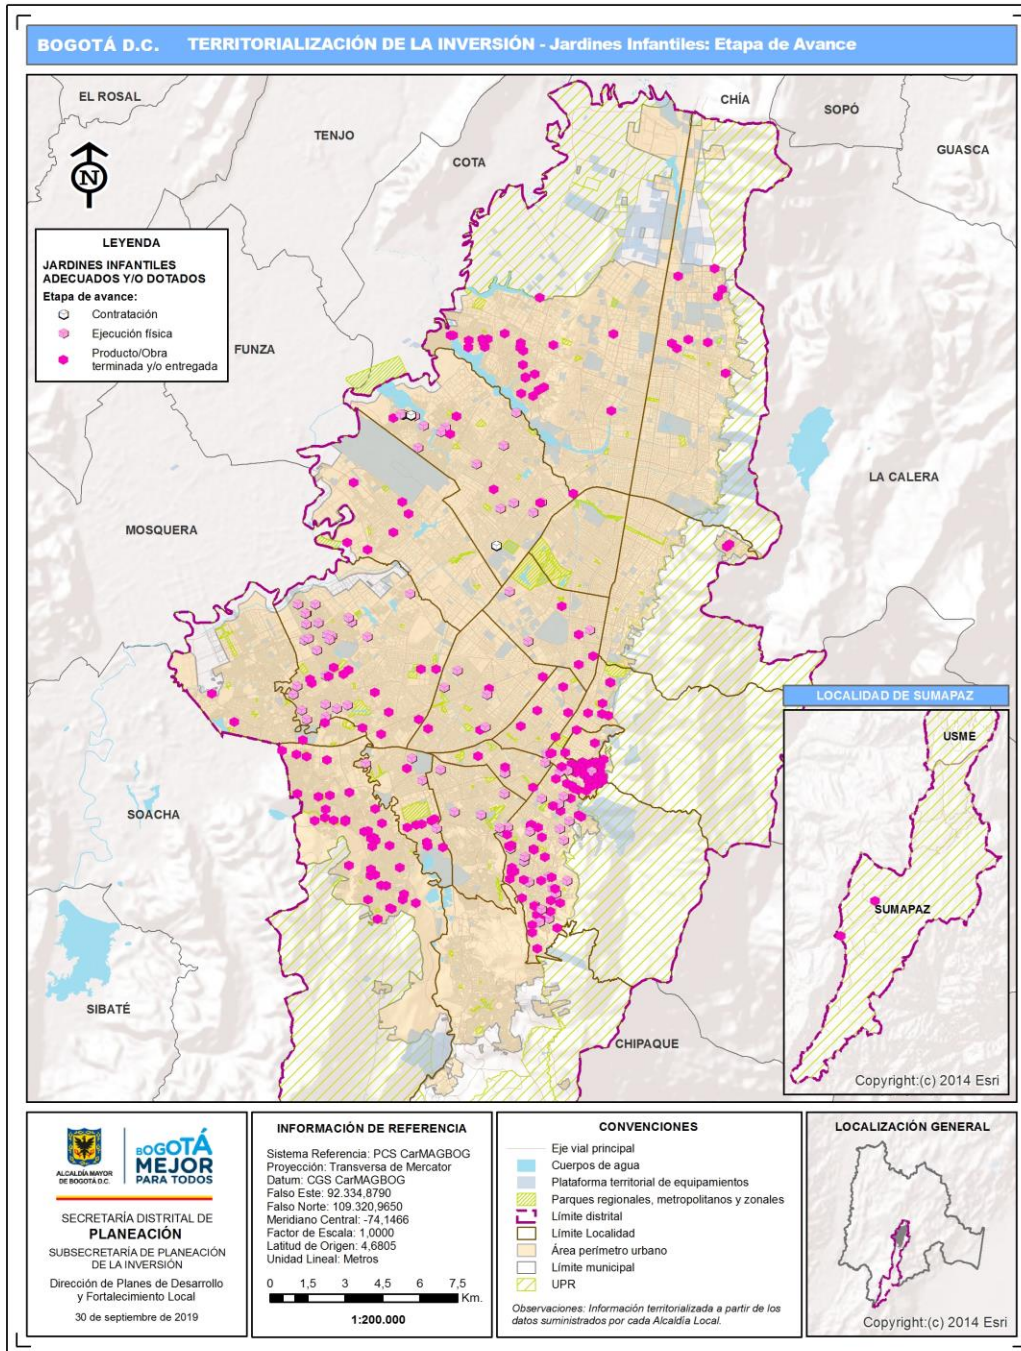 BOGOTÁ D.C. TERRITORIALIZACIÓN DE LA INVERSIÓN - Jardines Infantiles: Etapa de Avance
EL ROSAL
TENJO
COTA
CHÍA
SOPÓ
GUASCA
N
LEYENDA
JARDINES INFANTILES
ADECUADOS Y/O DOTADOS
Etapa de avance:
Contratación
Ejecución física
Producto/Obra
terminada y/o entregada
FUNZA
LA CALERA
MOSQUERA
SOACHA
SIBATÉ
CHIPAQUE
LOCALIDAD DE SUMAPAZ
USME
SUMAPAZ
Copyright:(c) 2014 Esri
ALCALDÍA MAYOR
DE BOGOTÁ D.C.
BOGOTÁ
MEJOR
PARA TODOS
SECRETARÍA DISTRITAL DE
PLANEACIÓN
SUBSECRETARÍA DE PLANEACIÓN
DE LA INVERSIÓN
Dirección de Planes de Desarrollo
y Fortalecimiento Local
30 de septiembre de 2019
INFORMACIÓN DE REFERENCIA
Sistema Referencia: PCS CarMAGBOG
Proyección: Transversa de Mercator
Datum: CGS CarMAGBOG
Falso Este: 92.334,8790
Falso Norte: 109.320,9650
Meridiano Central: -74,1466
Factor de Escala: 1,0000
Latitud de Origen: 4,6805
Unidad Lineal: Metros
0 1,5 3 4,5 6 7,5
Km.
1:200.000
CONVENCIONES
Eje vial principal
Cuerpos de agua
Plataforma territorial de equipamientos
Parques regionales, metropolitanos y zonales
Límite distrital
Límite Localidad
Área perímetro urbano
Límite municipal
UPR
Observaciones: Información territorializada a partir de los
datos suministrados por cada Alcaldía Local.
LOCALIZACIÓN GENERAL
Copyright:(c) 2014 Esri